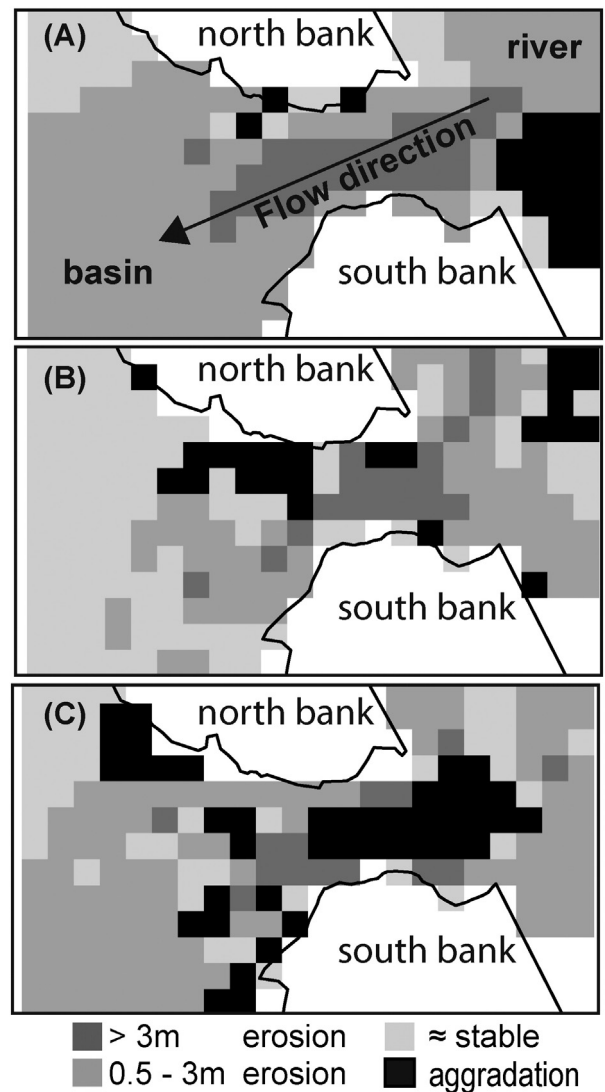 (A)
north bank
river
Flow direction
basin
south bank
(B)
north bank
south bank
(C)
north bank
south bank
> 3m erosion ≈ stable
0.5 - 3m erosion aggradation